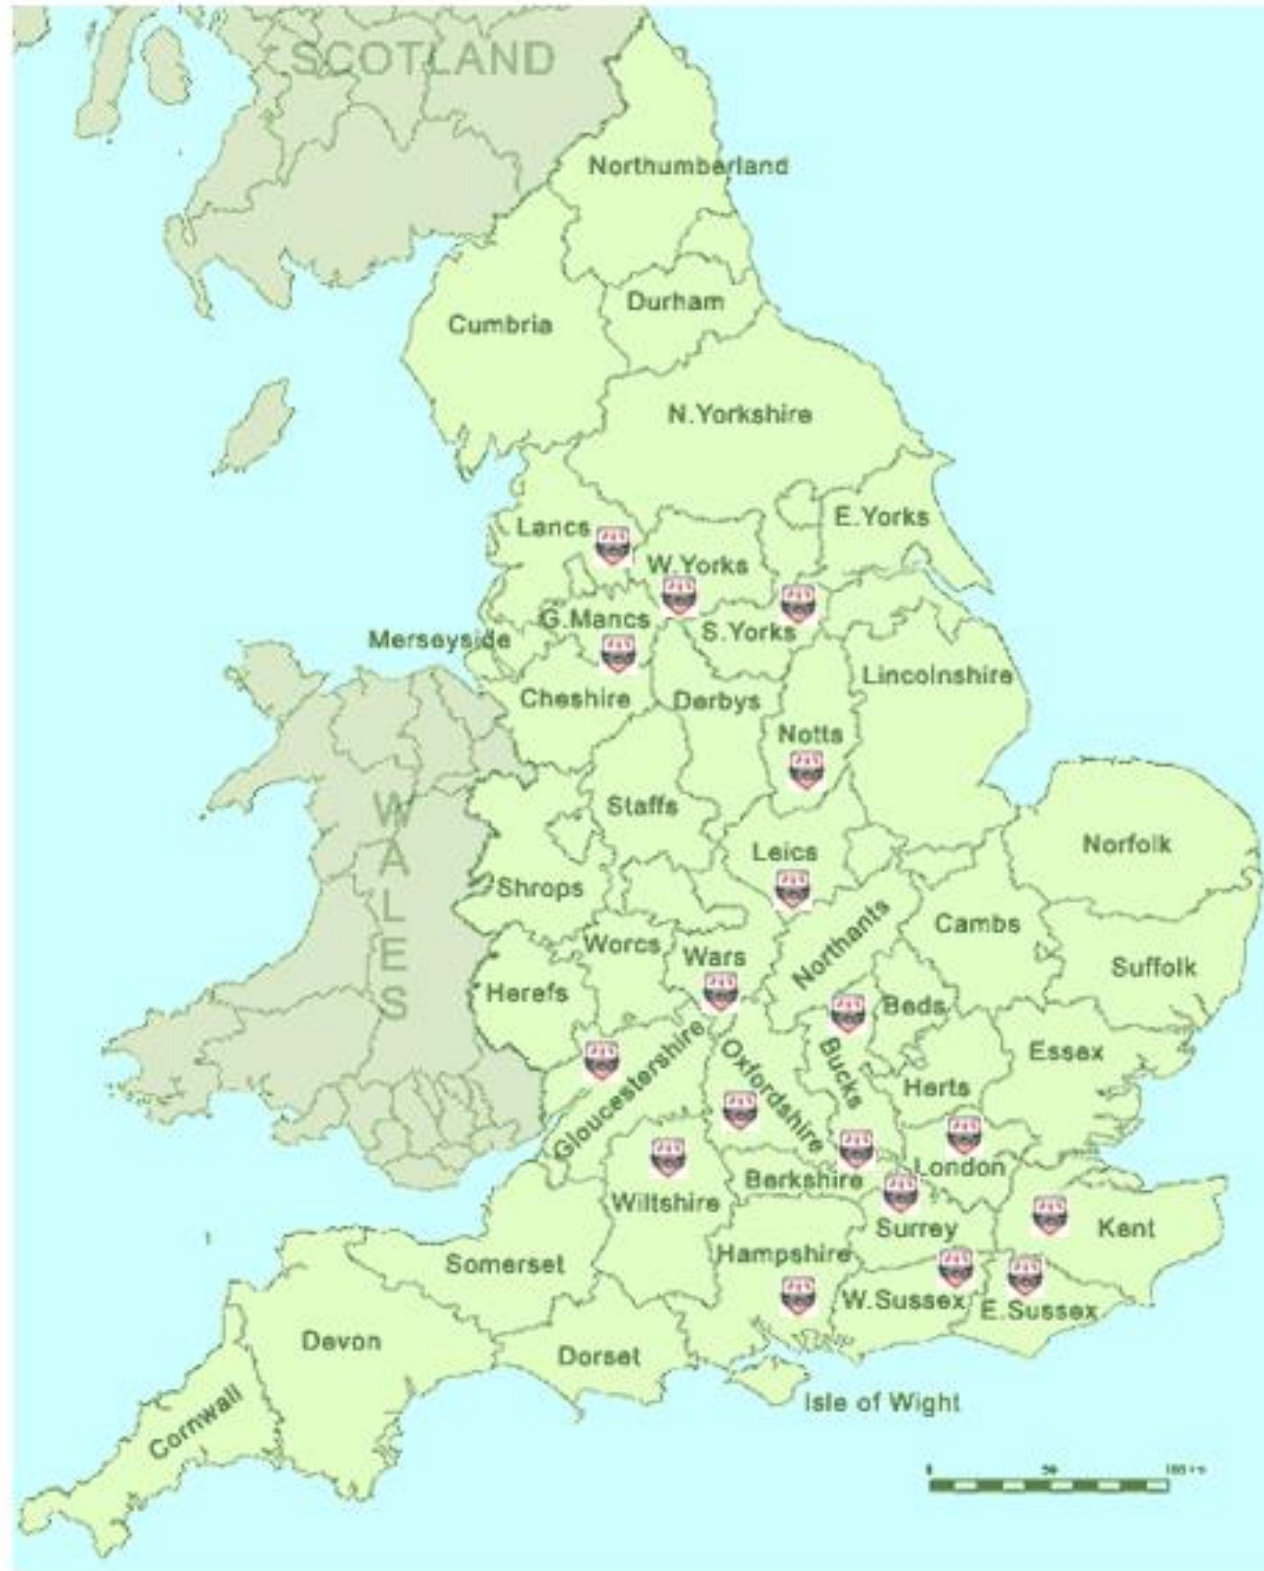 SCOTLAND
Northumberland
Durham
Cumbria
N.Yorkshire
E.Yorks
Lancs
W.Yorks
G.Mancs
S.Yorks
Merseyside
Lincolnshire
Cheshire
Derbys
Notts
WALES
Staffs
Norfolk
Leics
Shrops
Northants
Cambs
Worcs
Wars
Suffolk
Herefs
Beds
Essex
Gloucestershire
Oxfordshire
Bucks
Herts
London
Berkshire
Wiltshire
Surrey
Kent
Somerset
Hampshire
W.Sussex
E.Sussex
Devon
Dorset
Isle of Wight
Cornwall